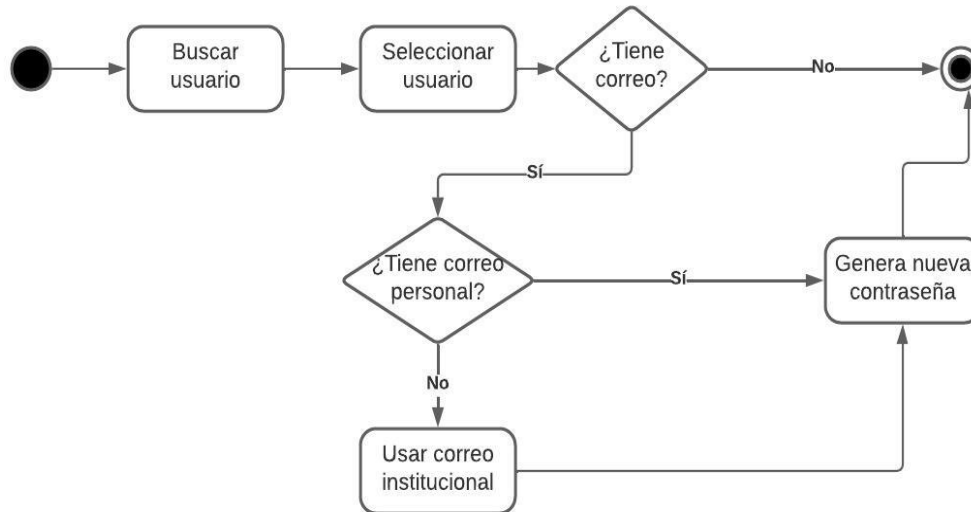 Buscar
usuario
Seleccionar
usuario
¿Tiene
correo?
No
Sí
¿Tiene correo
personal?
Sí
Genera nueva
contraseña
No
Usar correo
institucional